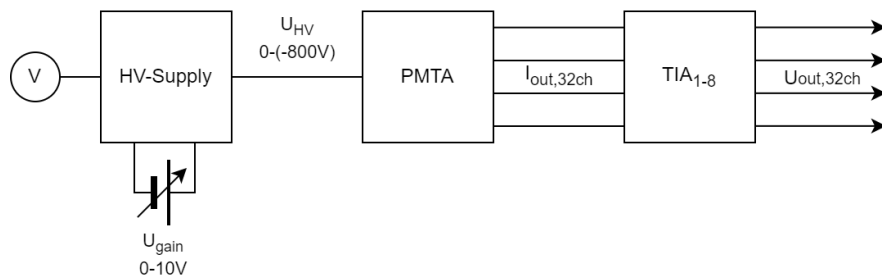 U_HV
0-(-800V)
V
HV-Supply
PMTA
I_out,32ch
TIA_1-8
U_out,32ch
U_gain
0-10V